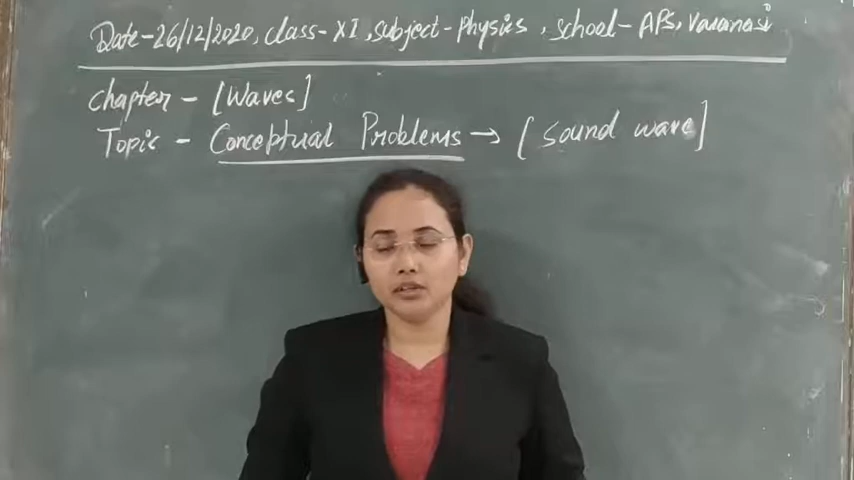 Date-26/12/2020, class-XI, subject-physics, school-APS, Varanasi
chapter - [Waves]
Topic - Conceptual Problems → [sound wave]